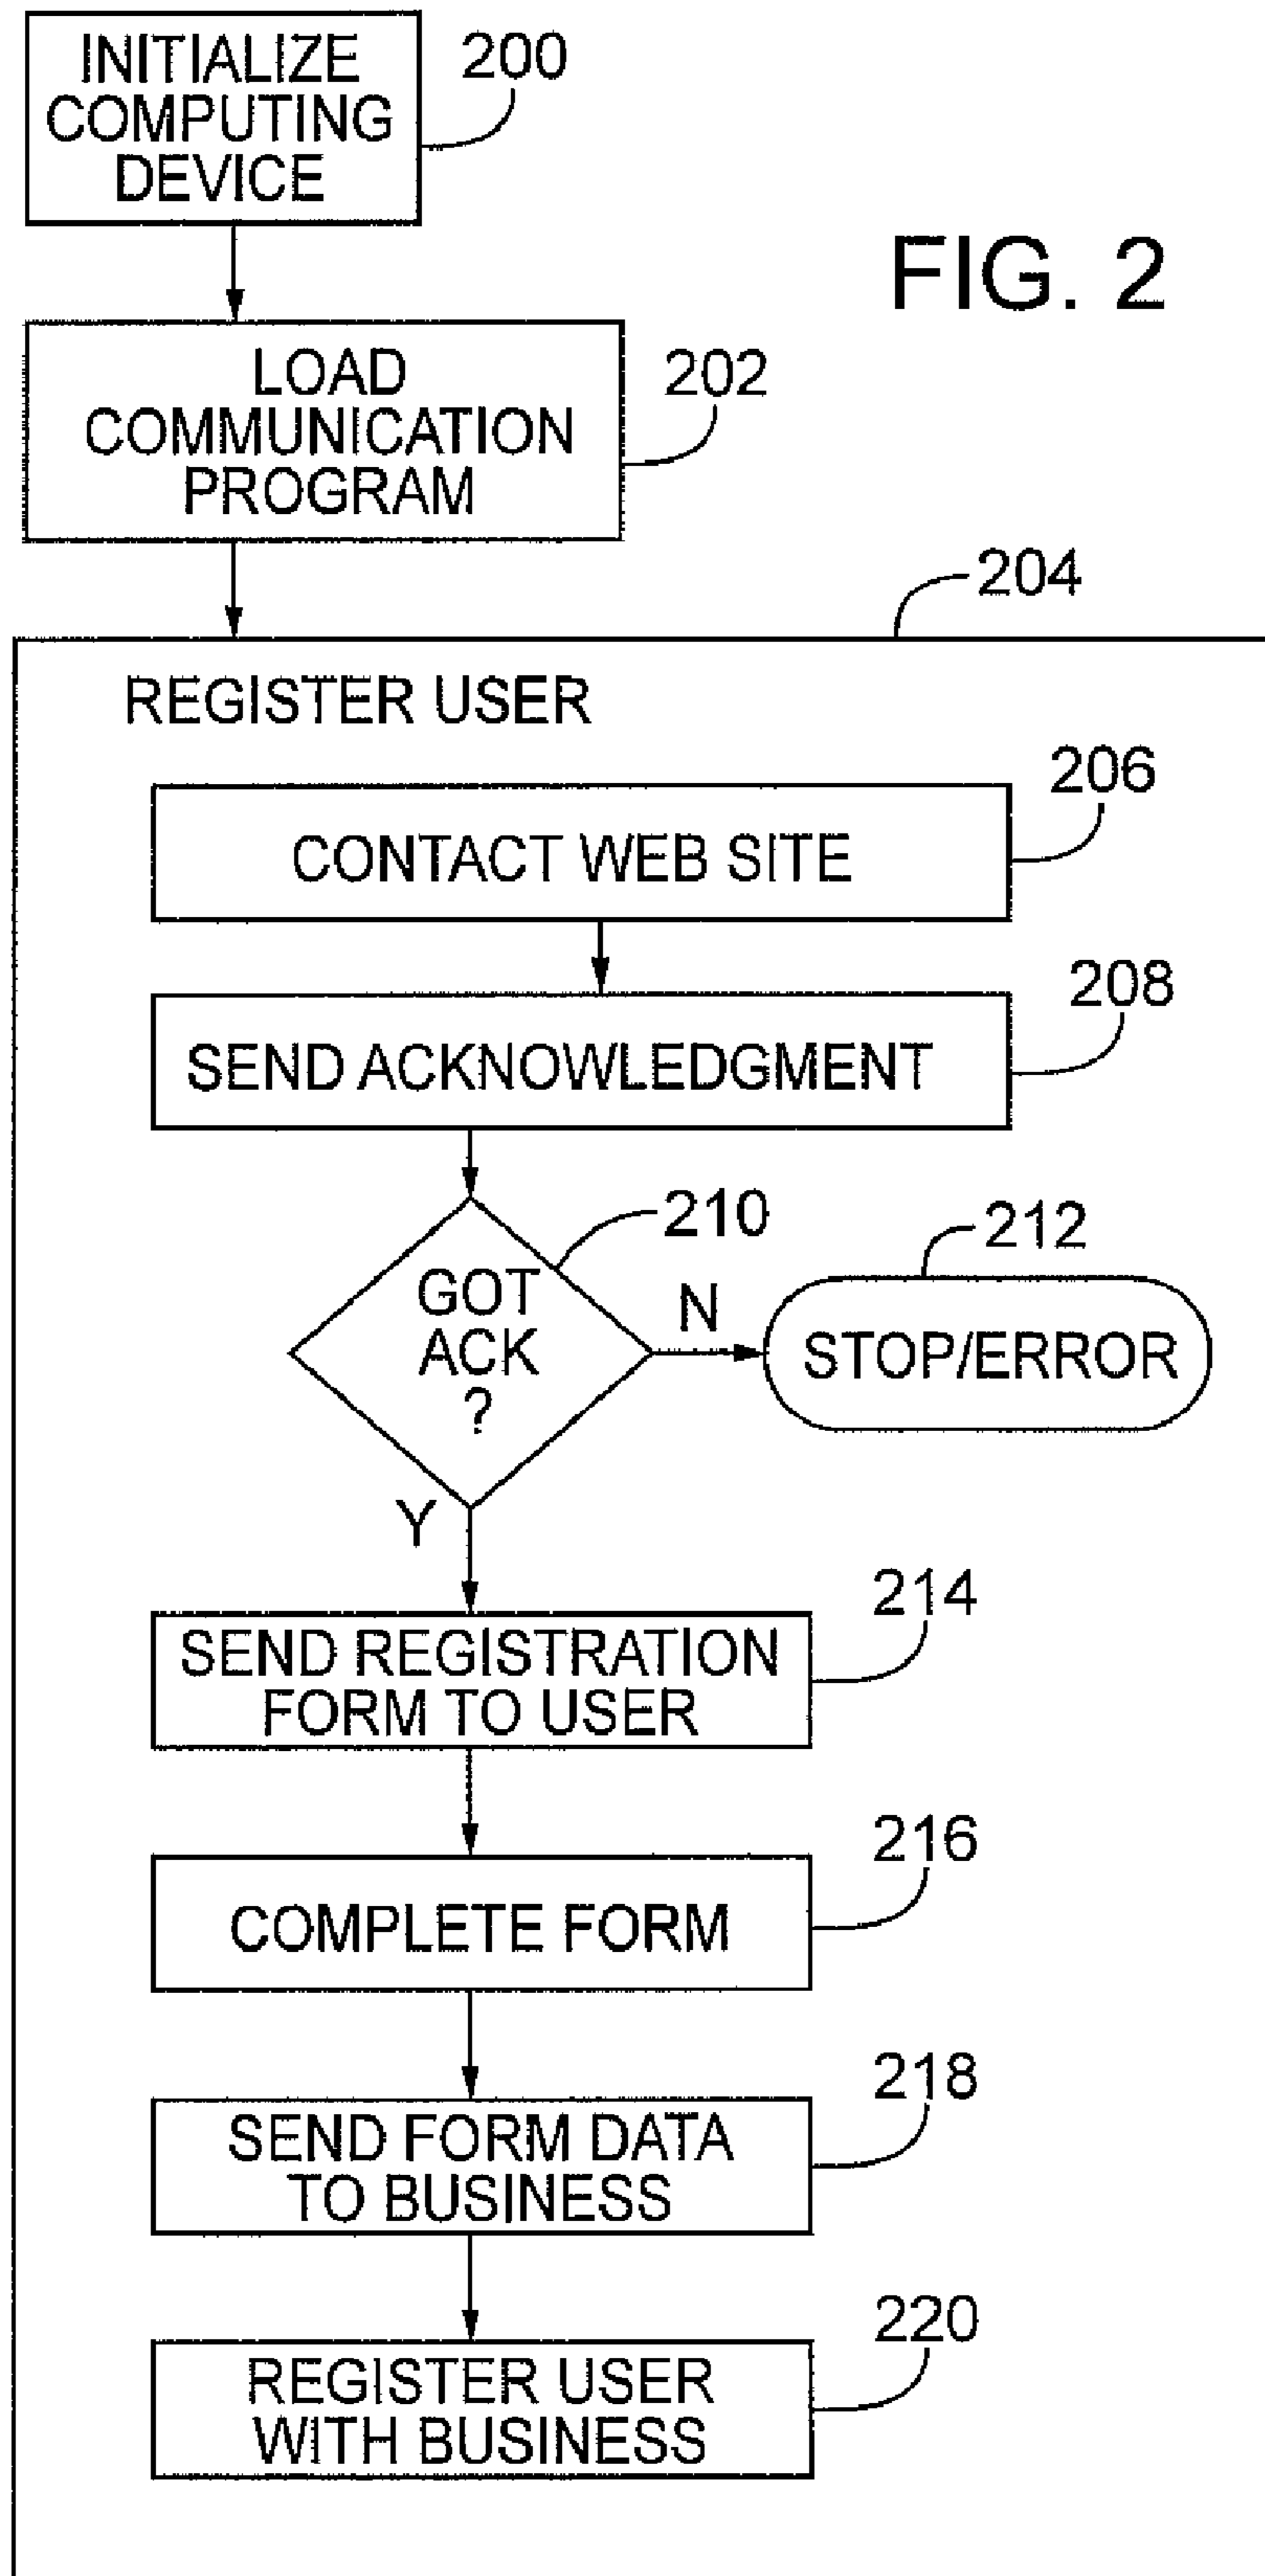 INITIALIZE
COMPUTING
DEVICE
200
FIG. 2
LOAD
COMMUNICATION
PROGRAM
202
204
REGISTER USER
206
CONTACT WEB SITE
208
SEND ACKNOWLEDGMENT
210
GOT
ACK
?
N
212
STOP/ERROR
Y
214
SEND REGISTRATION
FORM TO USER
216
COMPLETE FORM
218
SEND FORM DATA
TO BUSINESS
220
REGISTER USER
WITH BUSINESS